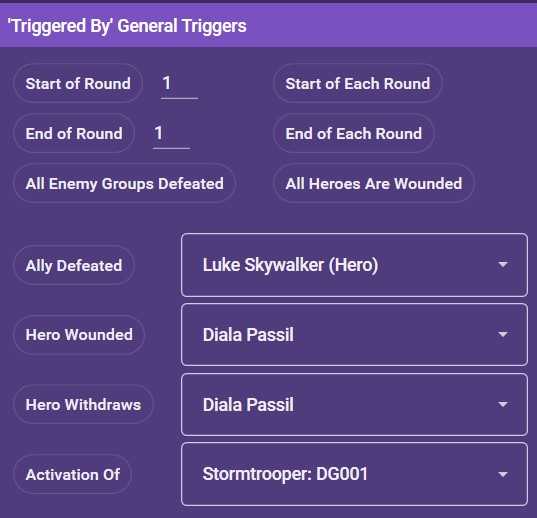 'Triggered By' General Triggers
Start of Round 1 Start of Each Round
End of Round 1 End of Each Round
All Enemy Groups Defeated All Heroes Are Wounded
Ally Defeated Luke Skywalker (Hero)
Hero Wounded Diala Passil
Hero Withdraws Diala Passil
Activation Of Stormtrooper: DG001